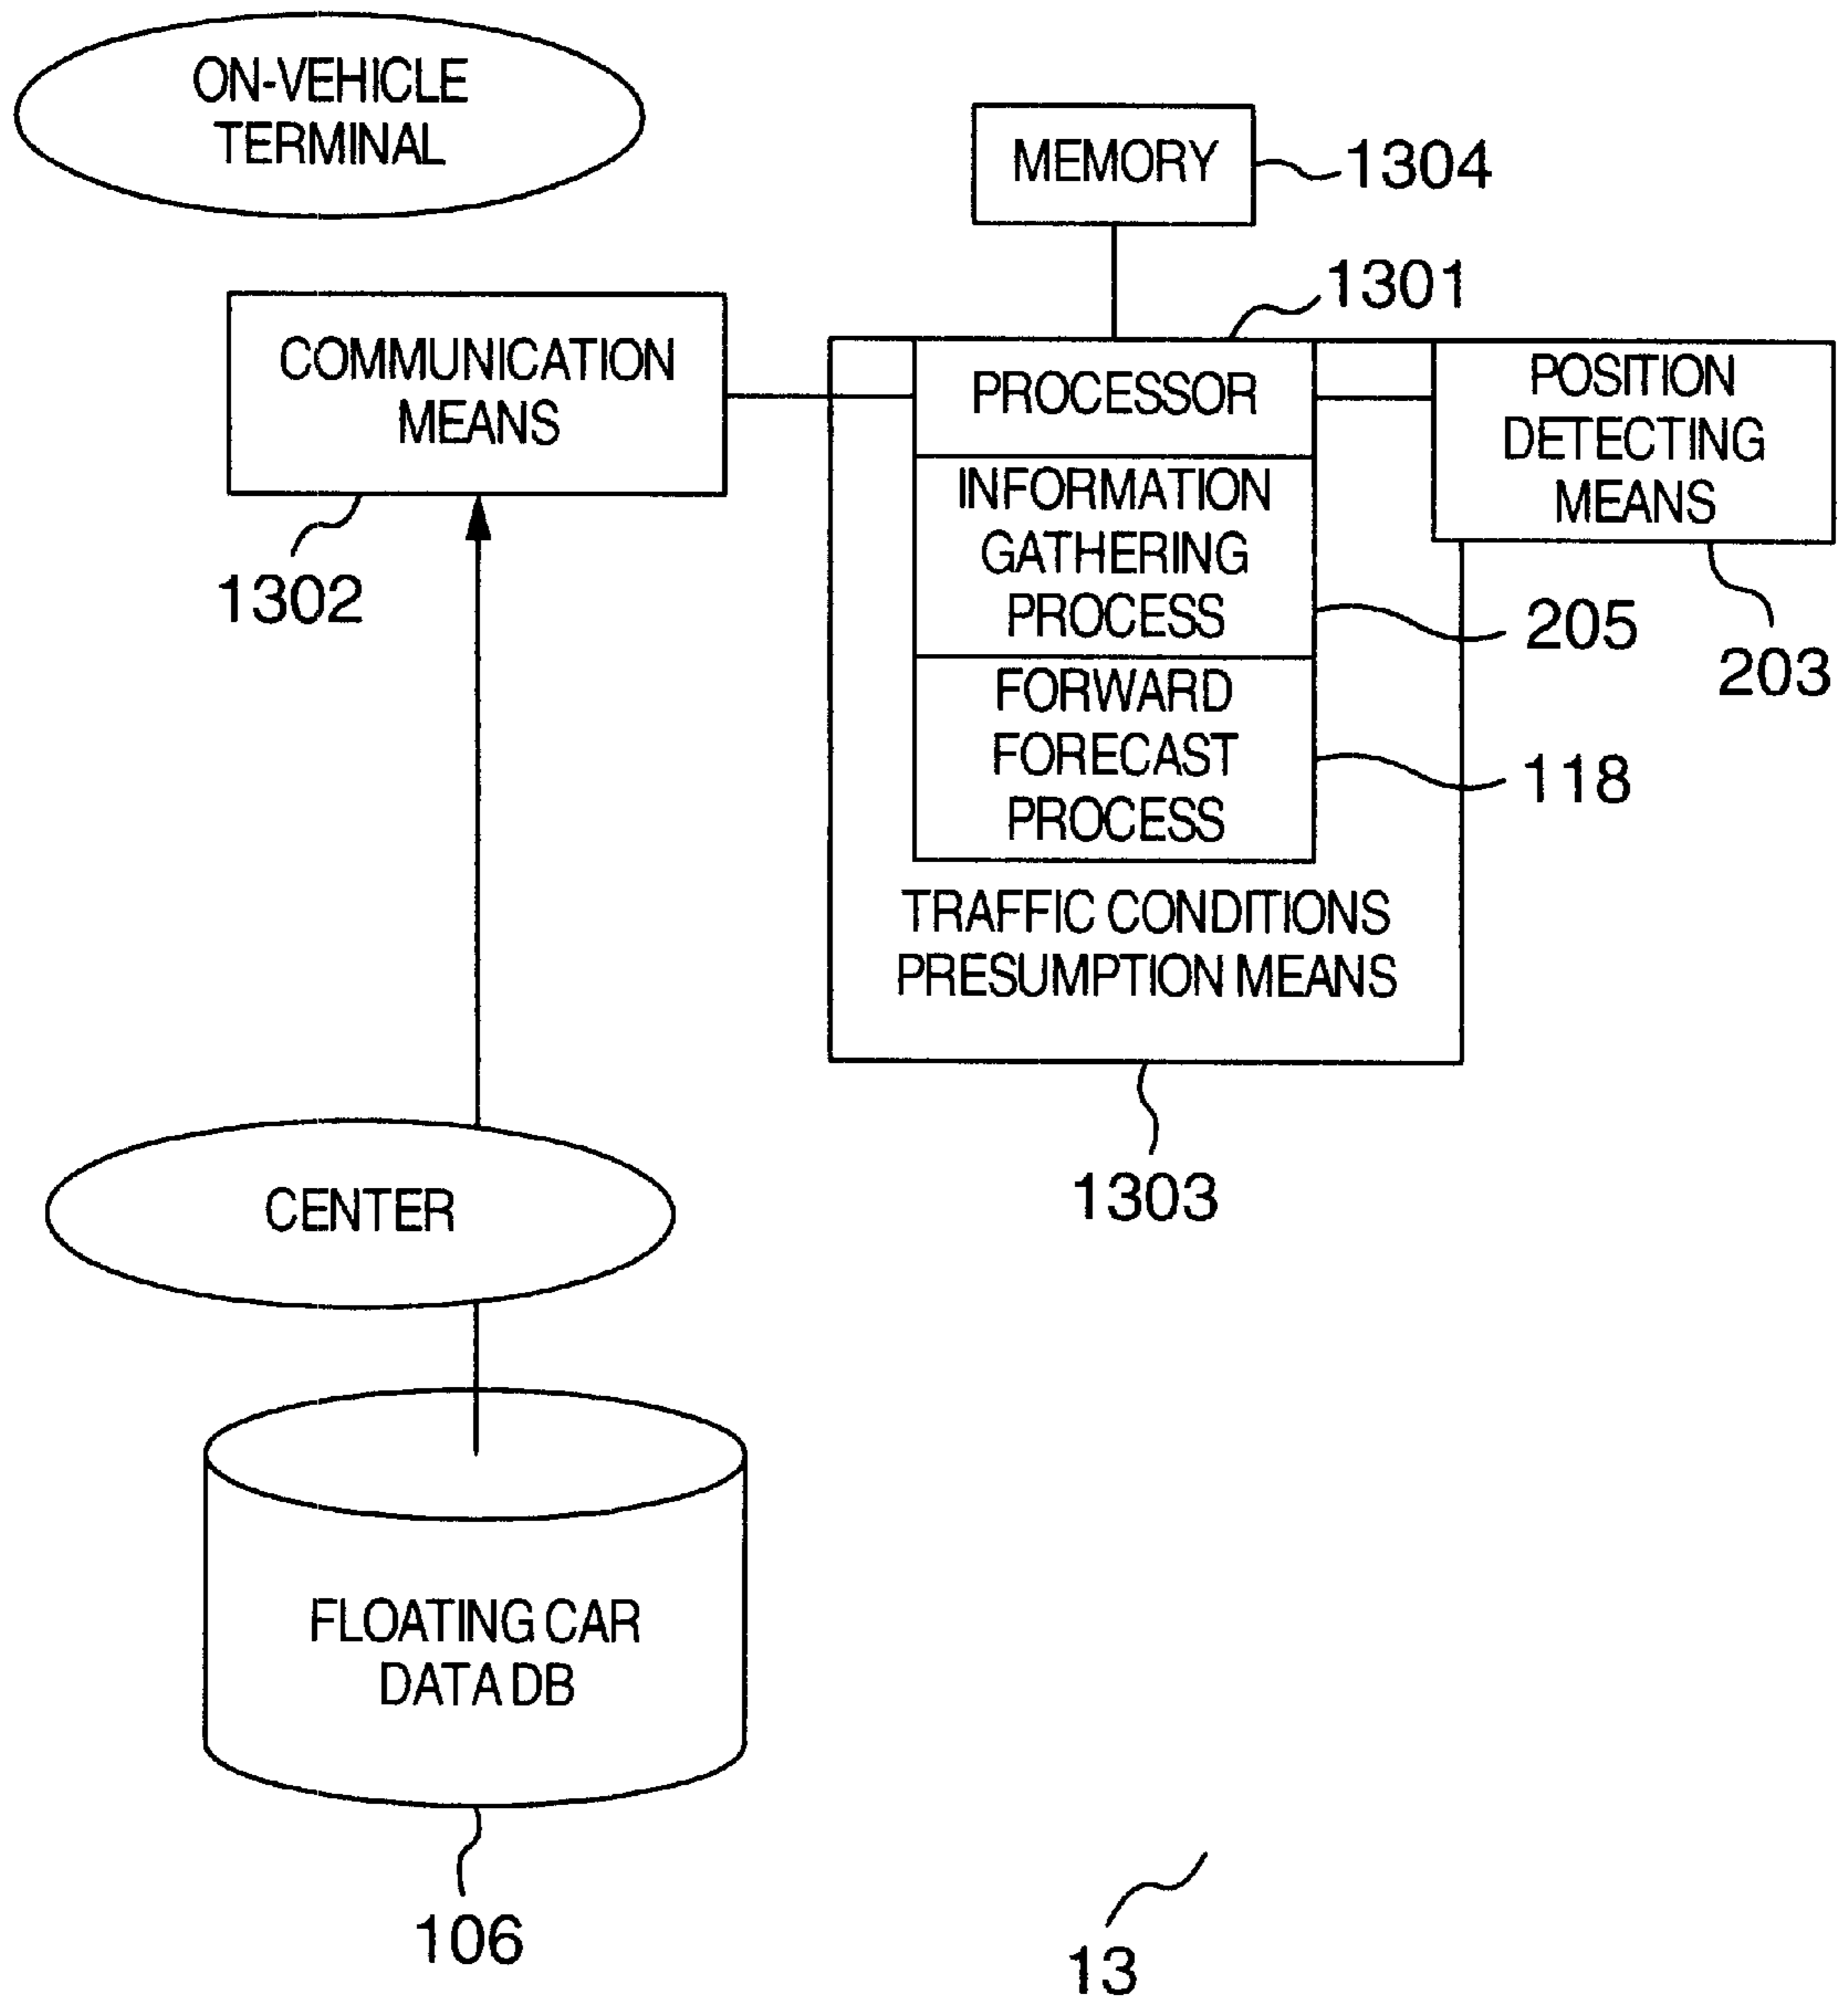 ON-VEHICLE
TERMINAL
MEMORY
1304
1301
COMMUNICATION
MEANS
1302
PROCESSOR
POSITION
DETECTING
MEANS
203
INFORMATION
GATHERING
PROCESS
205
FORWARD
FORECAST
PROCESS
118
TRAFFIC CONDITIONS
PRESUMPTION MEANS
1303
CENTER
FLOATING CAR
DATA DB
106
13